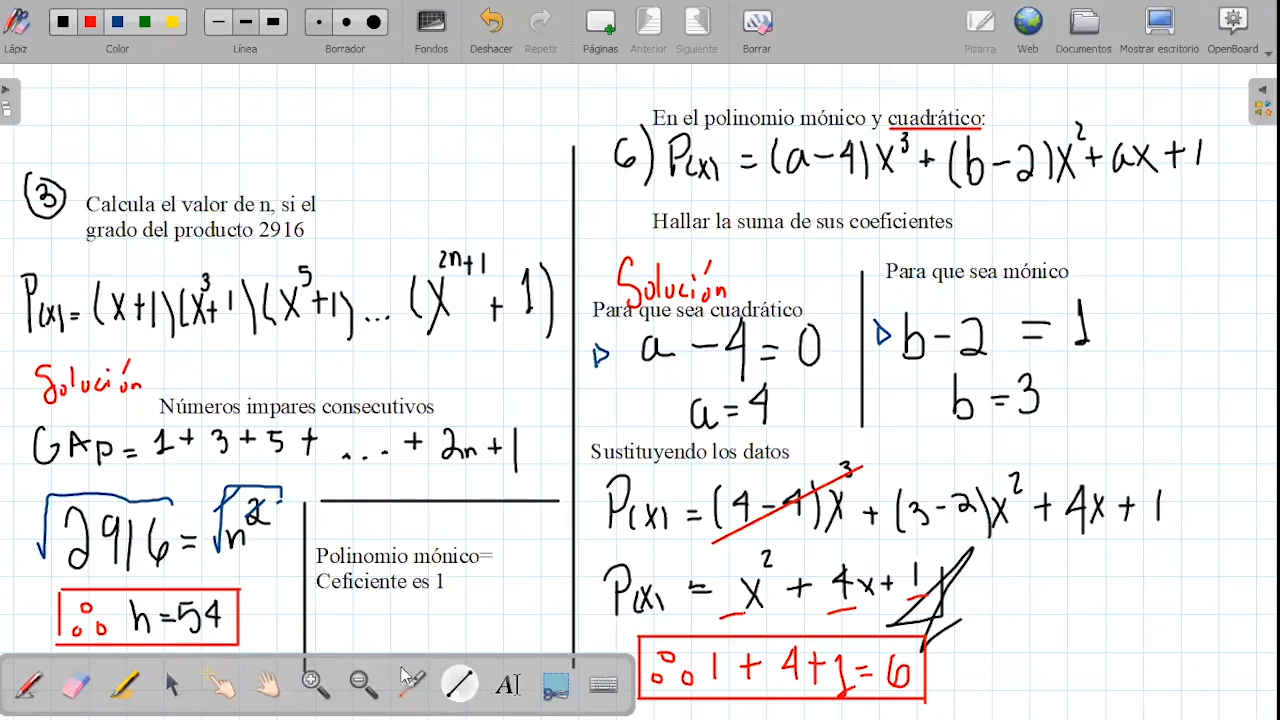 Lápiz Color Línea Borrador Fondos Deshacer Repetir Páginas Anterior Siguiente Borrar Pizarra Web Documentos Mostrar escritorio OpenBoard
③ Calcula el valor de n, si el
grado del producto 2916
P(x) = (x+1)(x³+1)(x⁵+1)... (x²ⁿ⁺¹ + 1)
Solución
Números impares consecutivos
GAp = 1 + 3 + 5 + ... + 2n + 1
√2916 = √n²
∴ n = 54
Polinomio mónico=
Ceficiente es 1
En el polinomio mónico y cuadrático:
6) P(x) = (a-4)x³ + (b-2)x² + ax + 1
Hallar la suma de sus coeficientes
Solución
Para que sea cuadrático
a - 4 = 0
a = 4
Para que sea mónico
b - 2 = 1
b = 3
Sustituyendo los datos
P(x) = (4-4)x³ + (3-2)x² + 4x + 1
P(x) = x² + 4x + 1
∴ 1 + 4 + 1 = 6
AI